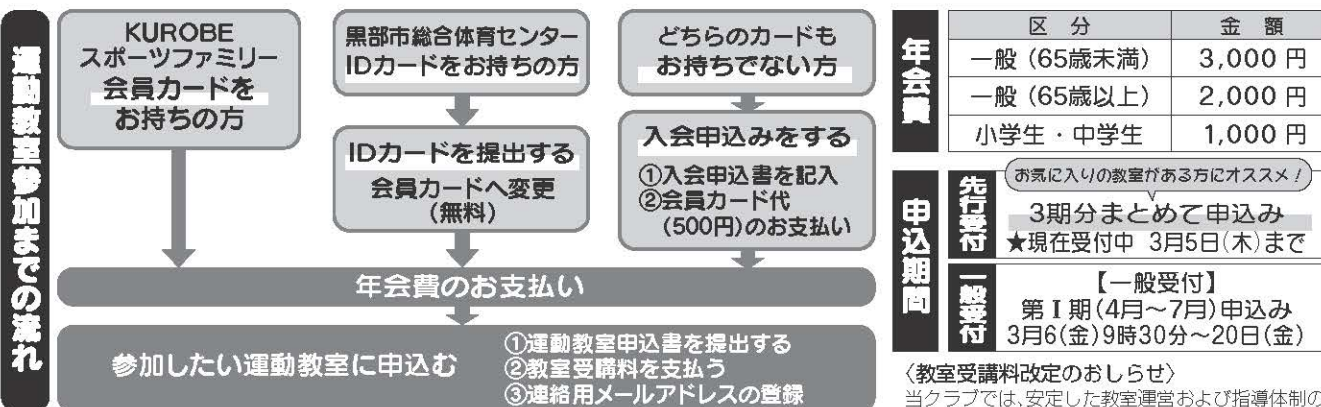 運動教室参加までの流れ
KUROBE
スポーツファミリー
会員カードを
お持ちの方
黒部市総合体育センター
IDカードをお持ちの方
どちらのカードも
お持ちでない方
IDカードを提出する
会員カードへ変更
(無料)
入会申込みをする
①入会申込書を記入
②会員カード代
(500円)のお支払い
年会費のお支払い
参加したい運動教室に申込む
①運動教室申込書を提出する
②教室受講料を支払う
③連絡用メールアドレスの登録
年会費
区 分 金 額
一般(65歳未満) 3,000 円
一般(65歳以上) 2,000 円
小学生・中学生 1,000 円
申込期間
先行受付
お気に入りの教室がある方にオススメ!
3期分まとめて申込み
★現在受付中 3月5日(木)まで
一般受付
【一般受付】
第Ⅰ期(4月〜7月)申込み
3月6(金)9時30分〜20日(金)
〈教室受講料改定のおしらせ〉
当クラブでは、安定した教室運営および指導体制の